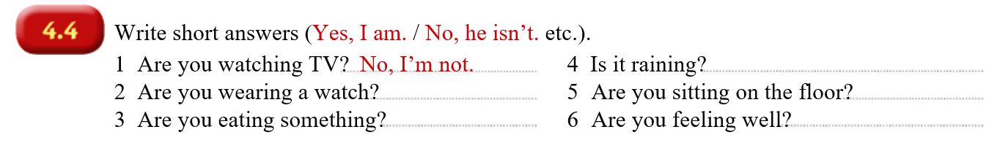 4.4 Write short answers (Yes, I am. / No, he isn’t. etc.).
1 Are you watching TV? No, I’m not.
2 Are you wearing a watch?
3 Are you eating something?
4 Is it raining?
5 Are you sitting on the floor?
6 Are you feeling well?